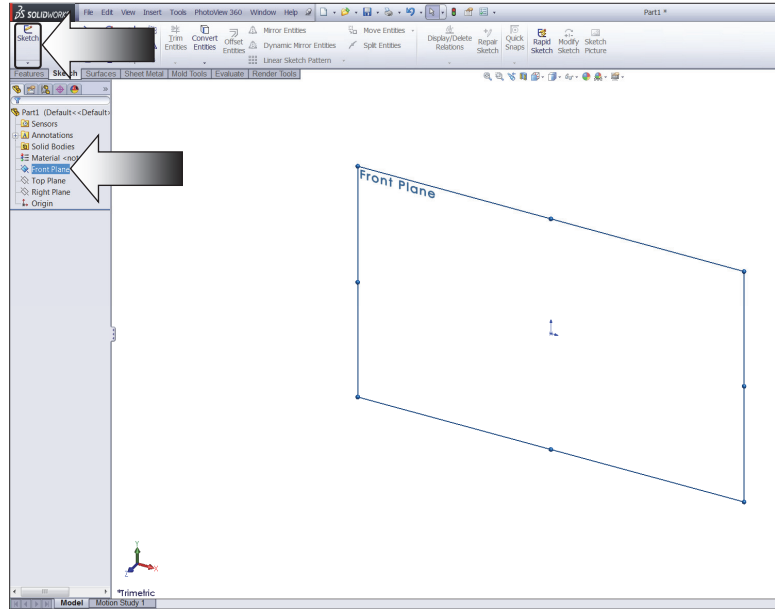 SOLIDWORKS File Edit View Insert Tools PhotoView 360 Window Help Part1 *
Sketch
Trim Entities
Convert Entities
Offset Entities
Mirror Entities
Dynamic Mirror Entities
Linear Sketch Pattern
Move Entities
Split Entities
Display/Delete Relations
Repair Sketch
Quick Snaps
Rapid Sketch
Modify Sketch
Sketch Picture
Features Sketch Surfaces Sheet Metal Mold Tools Evaluate Render Tools
Part1 (Default<<Default>
Sensors
Annotations
Solid Bodies
Material <not
Front Plane
Top Plane
Right Plane
Origin
Front Plane
Y
X
Z
*Trimetric
Model Motion Study 1